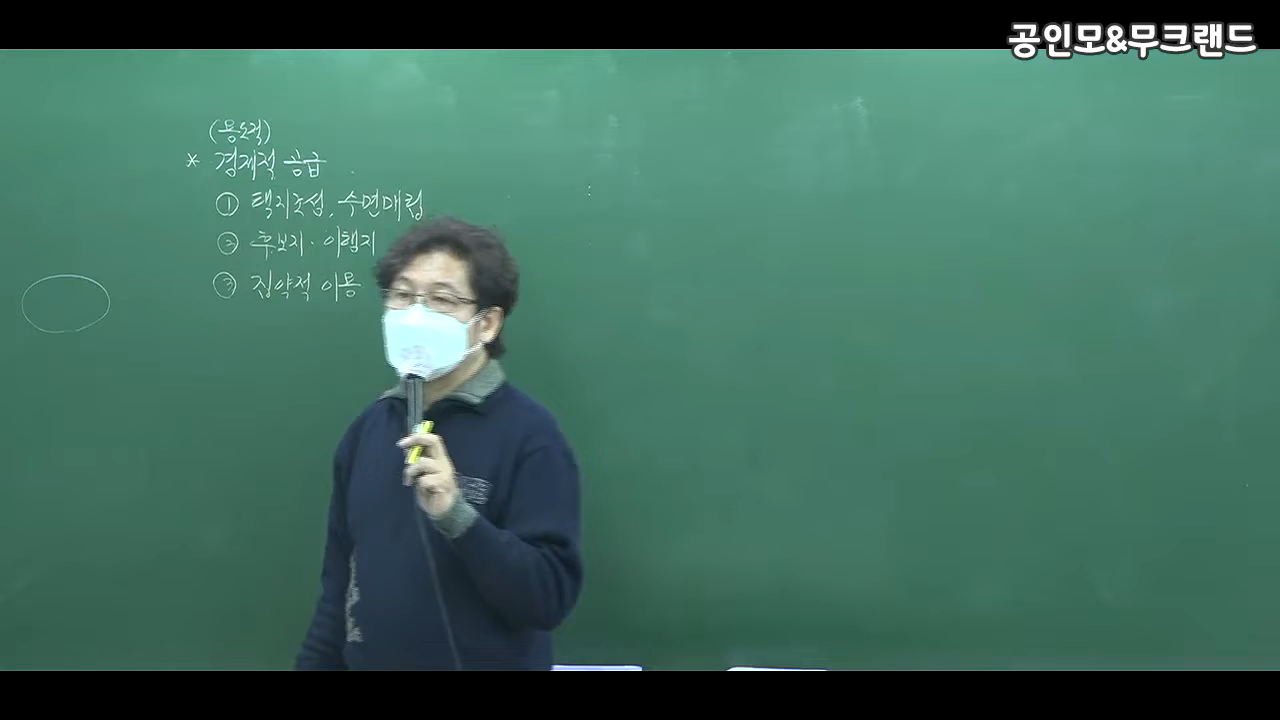 공인모&무크랜드
(용도적)
* 경제적 공급
① 택지조성, 수면매립
② 후보지·이행지
③ 집약적 이용